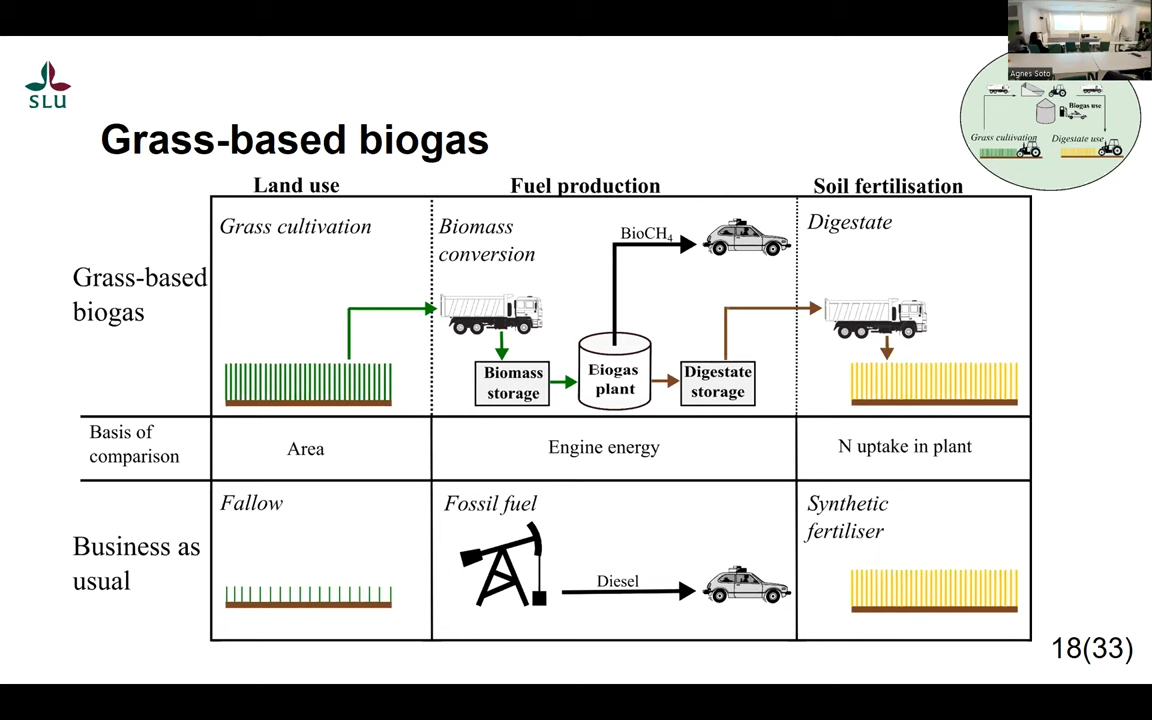 Agnes Soto
SLU
Biogas use
Grass cultivation
Digestate use
Grass-based biogas
Land use
Fuel production
Soil fertilisation
Grass-based
biogas
Grass cultivation
Biomass
conversion
BioCH4
Digestate
Biomass
storage
Biogas
plant
Digestate
storage
Basis of
comparison
Area
Engine energy
N uptake in plant
Business as
usual
Fallow
Fossil fuel
Diesel
Synthetic
fertiliser
18(33)